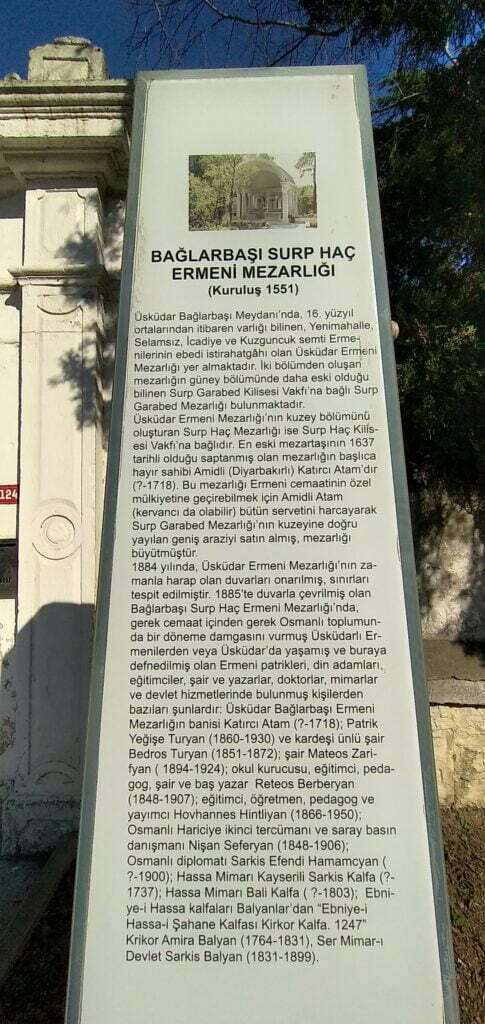 BAĞLARBAŞI SURP HAÇ
ERMENİ MEZARLIĞI
(Kuruluş 1551)
Üsküdar Bağlarbaşı Meydanı'nda, 16. yüzyıl
ortalarından itibaren varlığı bilinen, Yenimahalle,
Selamsız, İcadiye ve Kuzguncuk semti Erme-
nilerinin ebedi istirahatgâhı olan Üsküdar Ermeni
Mezarlığı yer almaktadır. İki bölümden oluşan
mezarlığın güney bölümünde daha eski olduğu
bilinen Surp Garabed Kilisesi Vakfı'na bağlı Surp
Garabed Mezarlığı bulunmaktadır.
Üsküdar Ermeni Mezarlığı'nın kuzey bölümünü
oluşturan Surp Haç Mezarlığı ise Surp Haç Kilis-
esi Vakfı'na bağlıdır. En eski mezartaşının 1637
tarihli olduğu saptanmış olan mezarlığın başlıca
hayır sahibi Amidli (Diyarbakırlı) Katırcı Atam'dır
(?-1718). Bu mezarlığı Ermeni cemaatinin özel
mülkiyetine geçirebilmek için Amidli Atam
(kervancı da olabilir) bütün servetini harcayarak
Surp Garabed Mezarlığı'nın kuzeyine doğru
yayılan geniş araziyi satın almış, mezarlığı
büyütmüştür.
1884 yılında, Üsküdar Ermeni Mezarlığı'nın za-
manla harap olan duvarları onarılmış, sınırları
tespit edilmiştir. 1885'te duvarla çevrilmiş olan
Bağlarbaşı Surp Haç Ermeni Mezarlığı'nda,
gerek cemaat içinden gerek Osmanlı toplumun-
da bir döneme damgasını vurmuş Üsküdarlı Er-
menilerden veya Üsküdar'da yaşamış ve buraya
defnedilmiş olan Ermeni patrikleri, din adamları,
eğitimciler, şair ve yazarlar, doktorlar, mimarlar
ve devlet hizmetlerinde bulunmuş kişilerden
bazıları şunlardır: Üsküdar Bağlarbaşı Ermeni
Mezarlığın banisi Katırcı Atam (?-1718); Patrik
Yeğişe Turyan (1860-1930) ve kardeşi ünlü şair
Bedros Turyan (1851-1872); şair Mateos Zari-
fyan ( 1894-1924); okul kurucusu, eğitimci, peda-
gog, şair ve baş yazar Reteos Berberyan
(1848-1907); eğitimci, öğretmen, pedagog ve
yayımcı Hovhannes Hintliyan (1866-1950);
Osmanlı Hariciye ikinci tercümanı ve saray basın
danışmanı Nişan Seferyan (1848-1906);
Osmanlı diplomatı Sarkis Efendi Hamamcyan (
?-1900); Hassa Mimarı Kayserili Sarkis Kalfa (?-
1737); Hassa Mimarı Bali Kalfa ( ?-1803); Ebni-
ye-i Hassa kalfaları Balyanlar'dan "Ebniye-i
Hassa-i Şahane Kalfası Kirkor Kalfa. 1247"
Krikor Amira Balyan (1764-1831), Ser Mimar-ı
Devlet Sarkis Balyan (1831-1899).
124